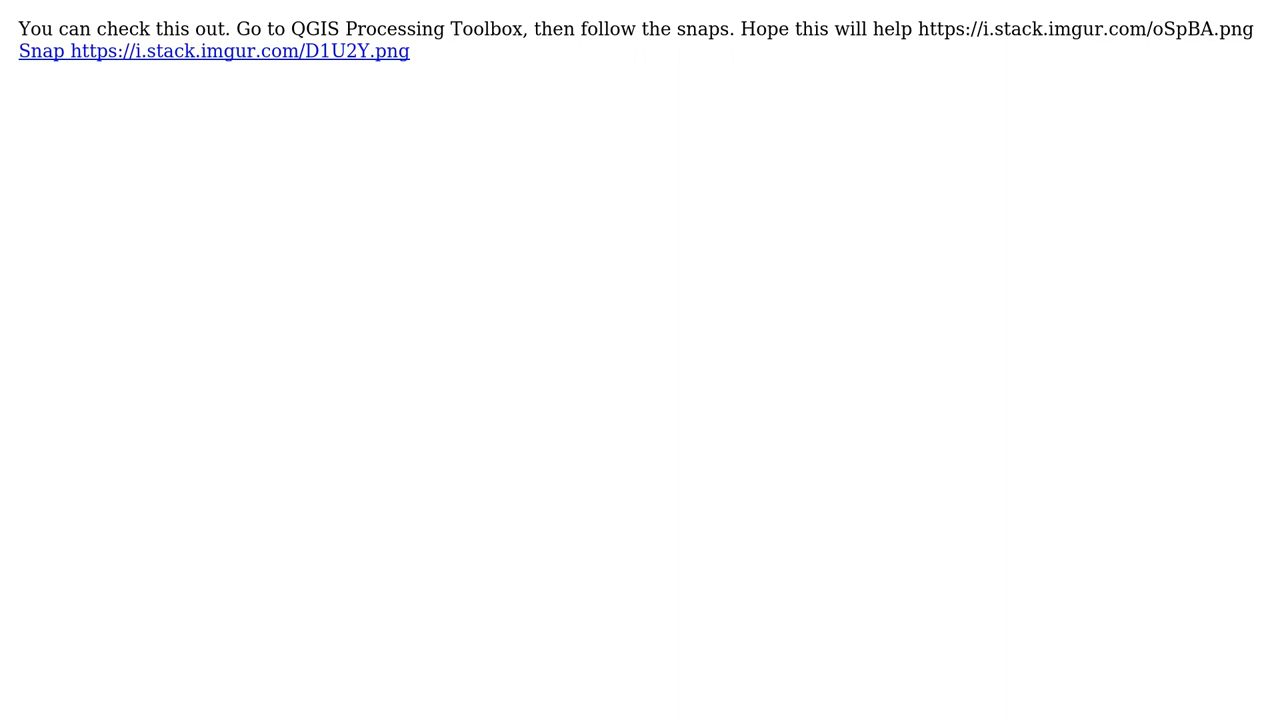 You can check this out. Go to QGIS Processing Toolbox, then follow the snaps. Hope this will help https://i.stack.imgur.com/oSpBA.png
Snap https://i.stack.imgur.com/D1U2Y.png